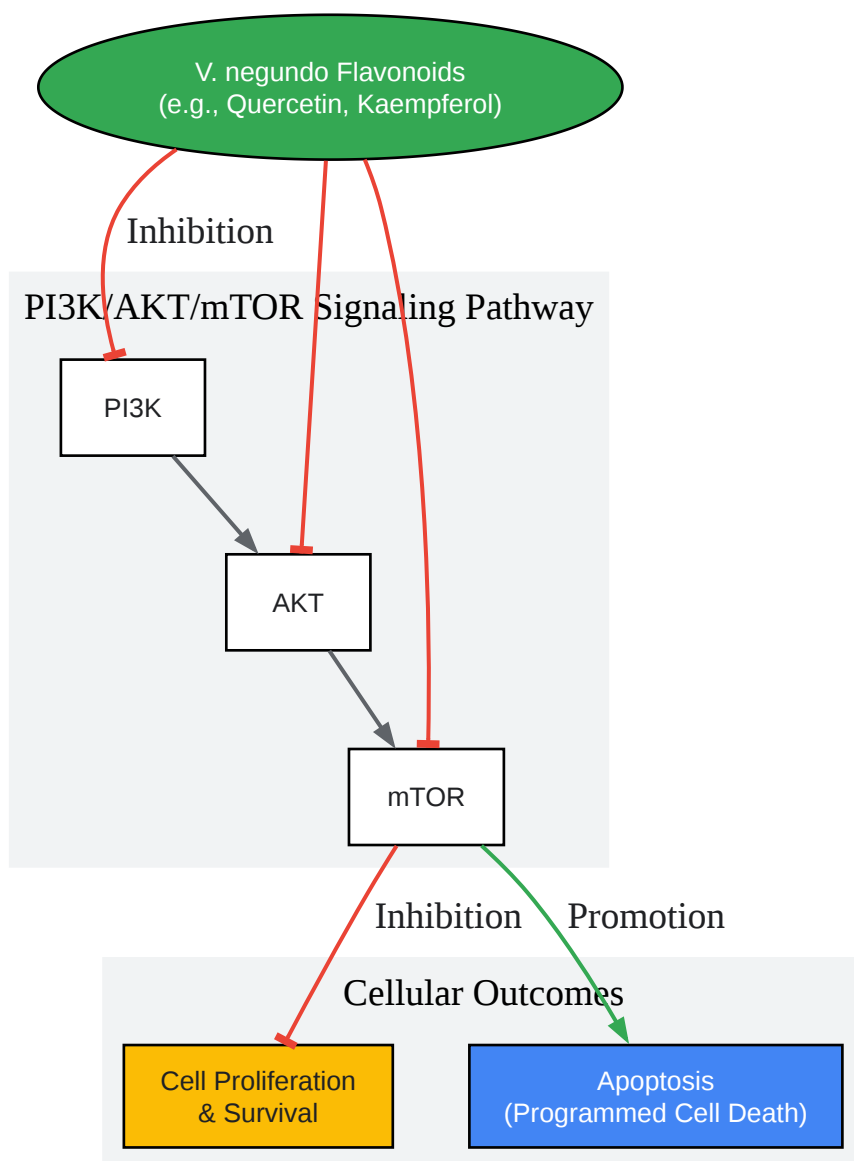 V. negundo Flavonoids
(e.g., Quercetin, Kaempferol)
Inhibition
PI3K/AKT/mTOR Signaling Pathway
PI3K
AKT
mTOR
Inhibition
Promotion
Cellular Outcomes
Cell Proliferation
& Survival
Apoptosis
(Programmed Cell Death)